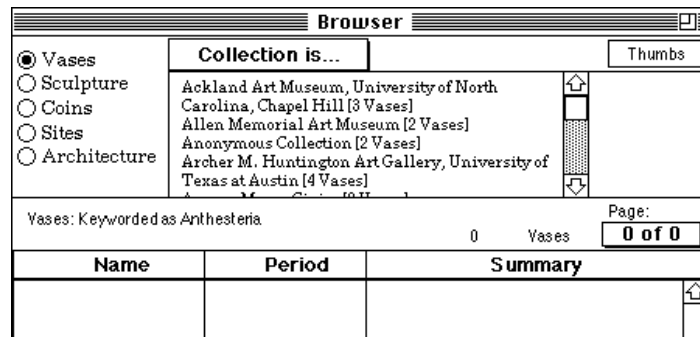 Browser
Vases
Sculpture
Coins
Sites
Architecture
Collection is...
Thumbs
Ackland Art Museum, University of North
Carolina, Chapel Hill [3 Vases]
Allen Memorial Art Museum [2 Vases]
Anonymous Collection [2 Vases]
Archer M. Huntington Art Gallery, University of
Texas at Austin [4 Vases]
Vases: Keyworded as Anthesteria
0 Vases
Page:
0 of 0
Name Period Summary